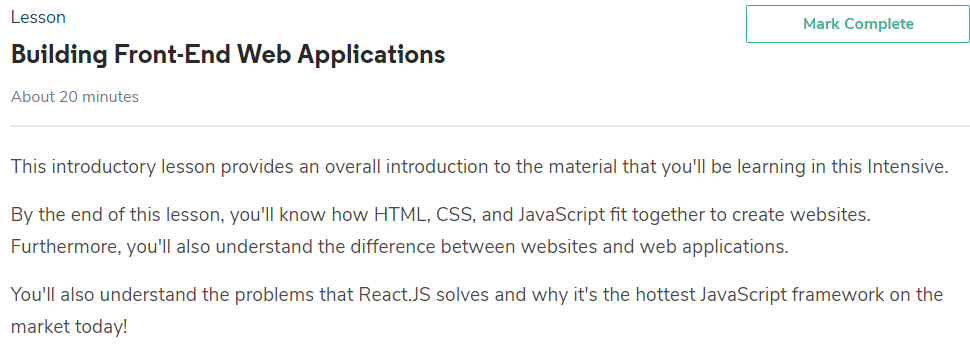 Lesson
Mark Complete
Building Front-End Web Applications
About 20 minutes
This introductory lesson provides an overall introduction to the material that you'll be learning in this Intensive.
By the end of this lesson, you'll know how HTML, CSS, and JavaScript fit together to create websites.
Furthermore, you'll also understand the difference between websites and web applications.
You'll also understand the problems that React.JS solves and why it's the hottest JavaScript framework on the
market today!